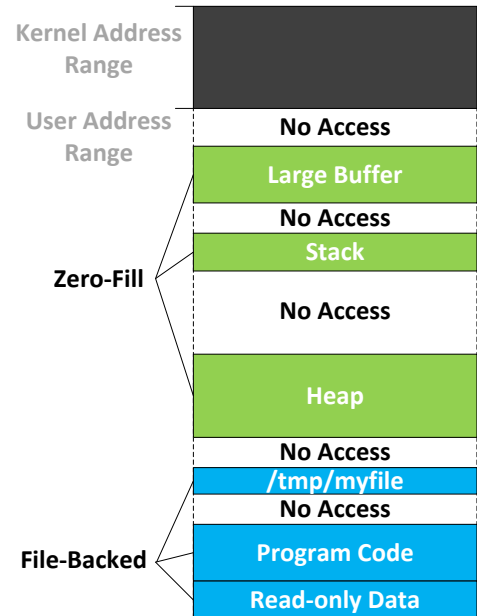 Kernel Address
Range
User Address
Range
No Access
Large Buffer
No Access
Stack
Zero-Fill
No Access
Heap
No Access
/tmp/myfile
No Access
File-Backed
Program Code
Read-only Data